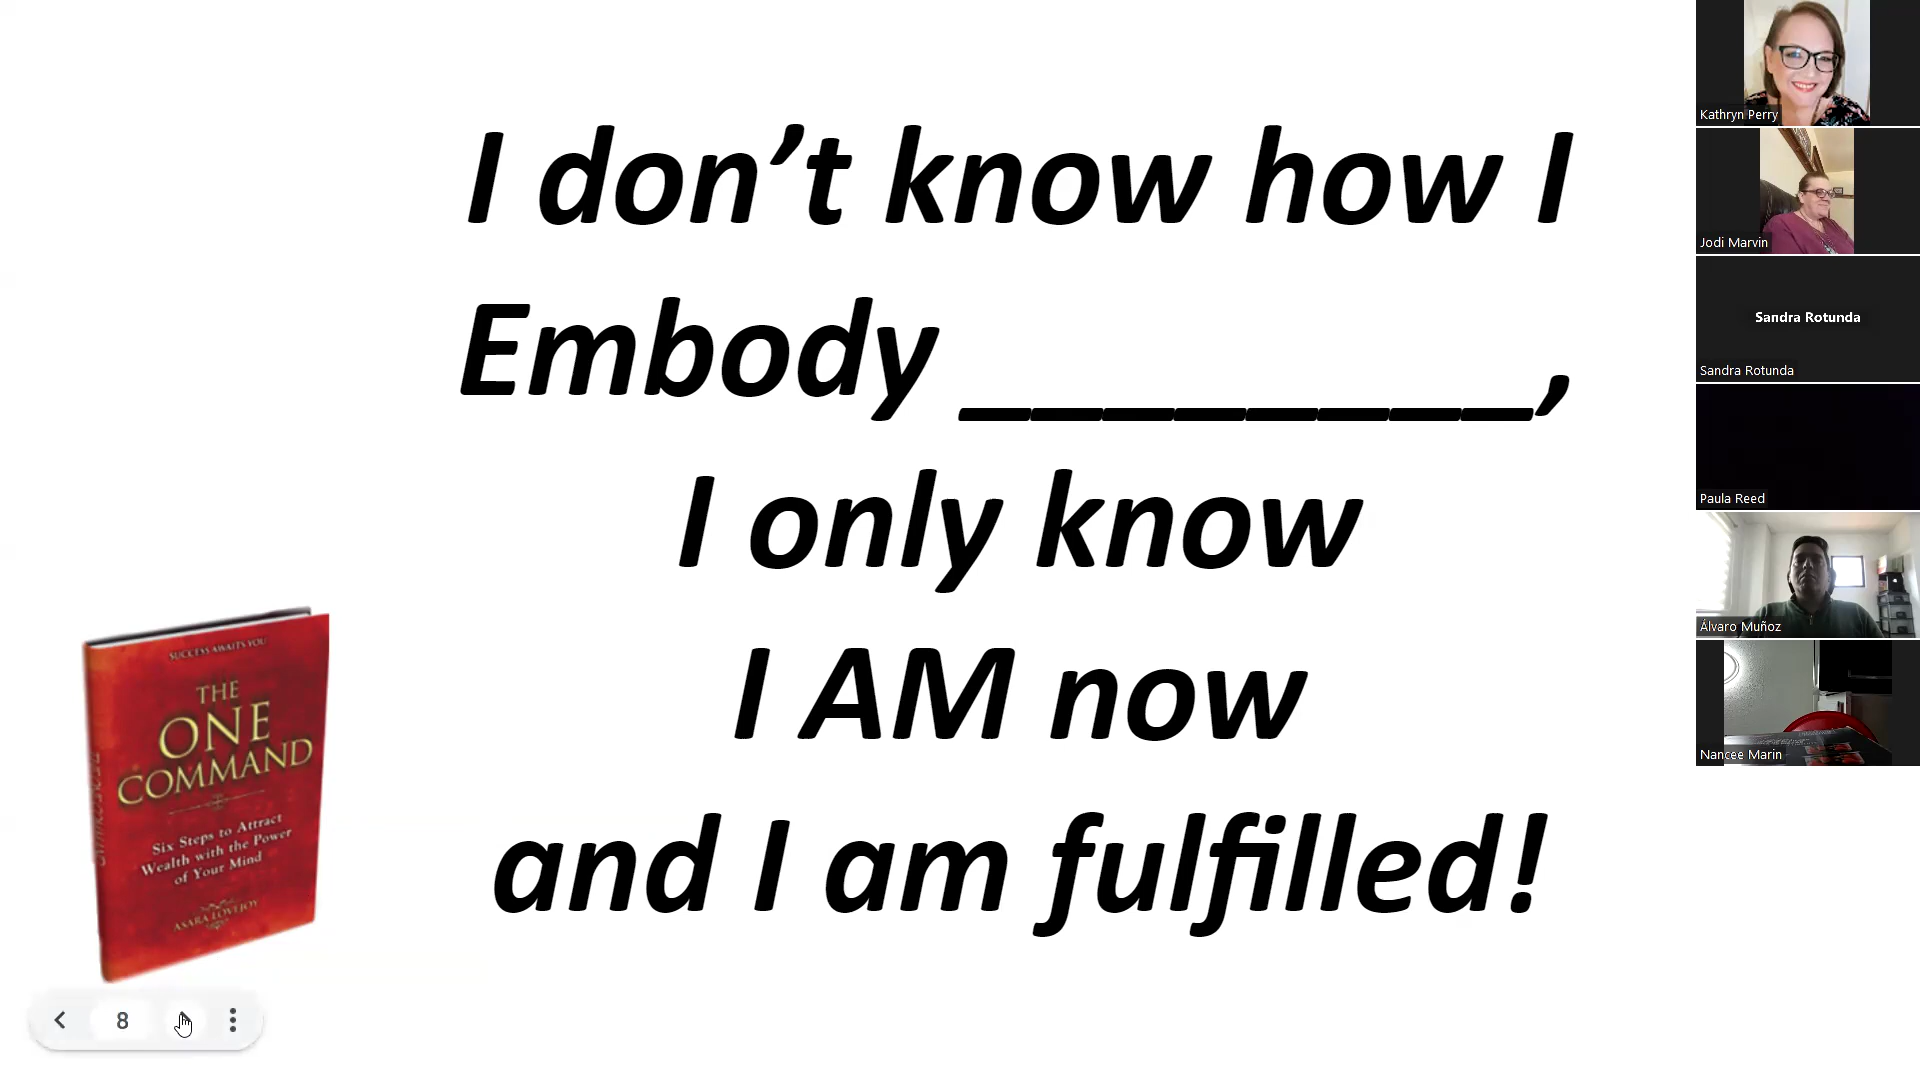 I don’t know how I
Embody ________,
I only know
I AM now
and I am fulfilled!
SUCCESS AWAITS YOU
THE
ONE
COMMAND
Six Steps to Attract
Wealth with the Power
of Your Mind
ASARA LOVEJOY
8
Kathryn Perry
Jodi Marvin
Sandra Rotunda
Sandra Rotunda
Paula Reed
Álvaro Muñoz
Nancee Marin